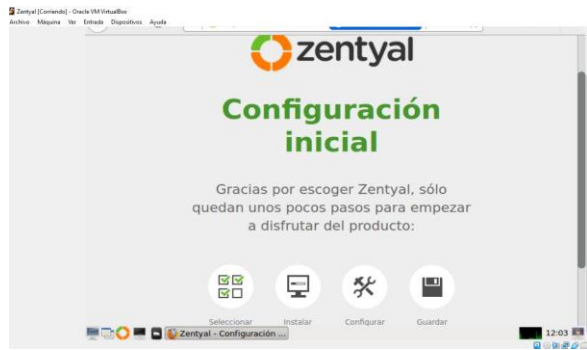 Zentyal [Corriendo] - Oracle VM VirtualBox
Archivo Máquina Ver Entrada Dispositivos Ayuda
zentyal
Configuración
inicial
Gracias por escoger Zentyal, sólo
quedan unos pocos pasos para empezar
a disfrutar del producto:
Seleccionar Instalar Configurar Guardar
Zentyal - Configuración ... 12:03